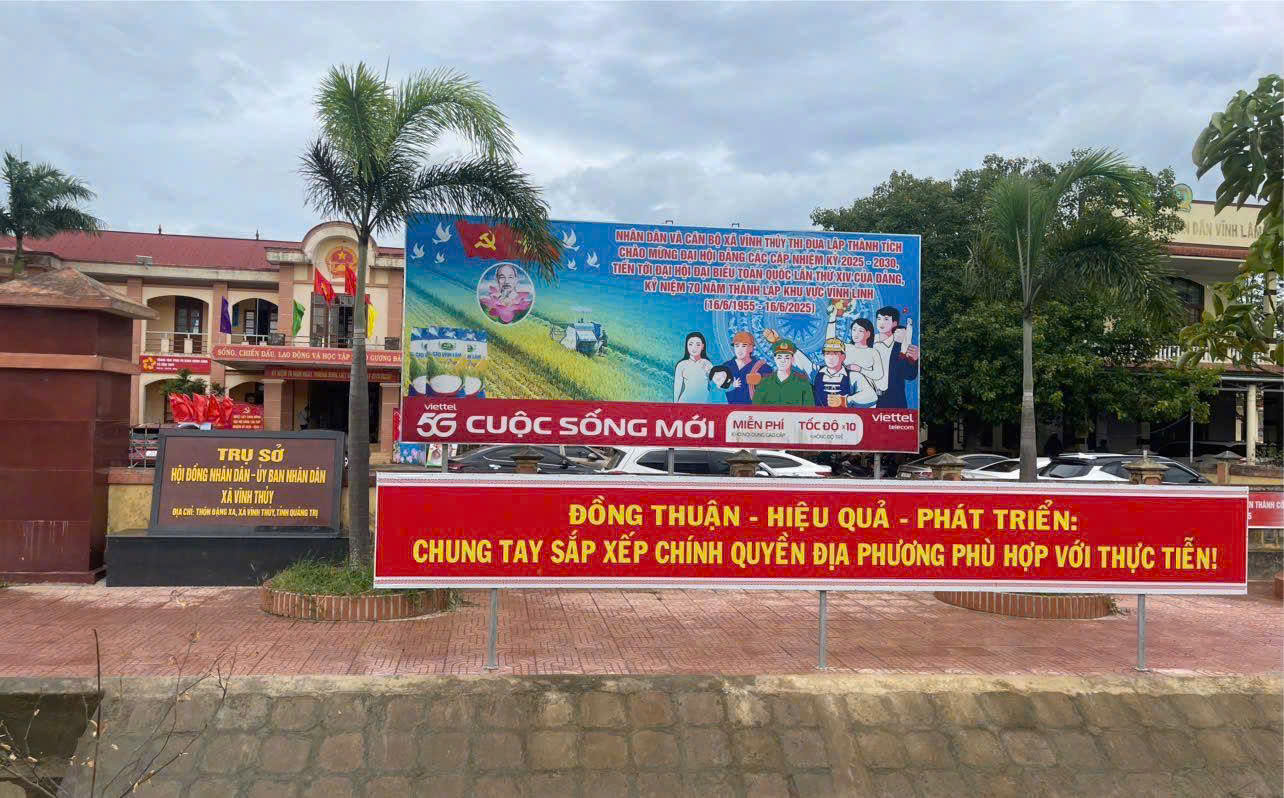 NHÂN DÂN VÀ CÁN BỘ XÃ VĨNH THỦY THI ĐUA LẬP THÀNH TÍCH
CHÀO MỪNG ĐẠI HỘI ĐẢNG CÁC CẤP NHIỆM KỲ 2025 - 2030,
TIẾN TỚI ĐẠI HỘI ĐẠI BIỂU TOÀN QUỐC LẦN THỨ XIV CỦA ĐẢNG,
KỶ NIỆM 70 NĂM THÀNH LẬP KHU VỰC VĨNH LINH
(16/6/1955 - 16/6/2025)
DÂN VĨNH LÂM
SỐNG, CHIẾN ĐẤU, LAO ĐỘNG VÀ HỌC TẬP THEO GƯƠNG BÁC
viettel
5G CUỘC SỐNG MỚI
MIỄN PHÍ
TỐC ĐỘ x10
KHÔNG ĐỘ TRỄ
viettel
telecom
TRỤ SỞ
HỘI ĐỒNG NHÂN DÂN - ỦY BAN NHÂN DÂN
XÃ VĨNH THỦY
ĐỊA CHỈ: THÔN ĐẶNG XÁ, XÃ VĨNH THỦY, TỈNH QUẢNG TRỊ
ĐỒNG THUẬN - HIỆU QUẢ - PHÁT TRIỂN:
CHUNG TAY SẮP XẾP CHÍNH QUYỀN ĐỊA PHƯƠNG PHÙ HỢP VỚI THỰC TIỄN!